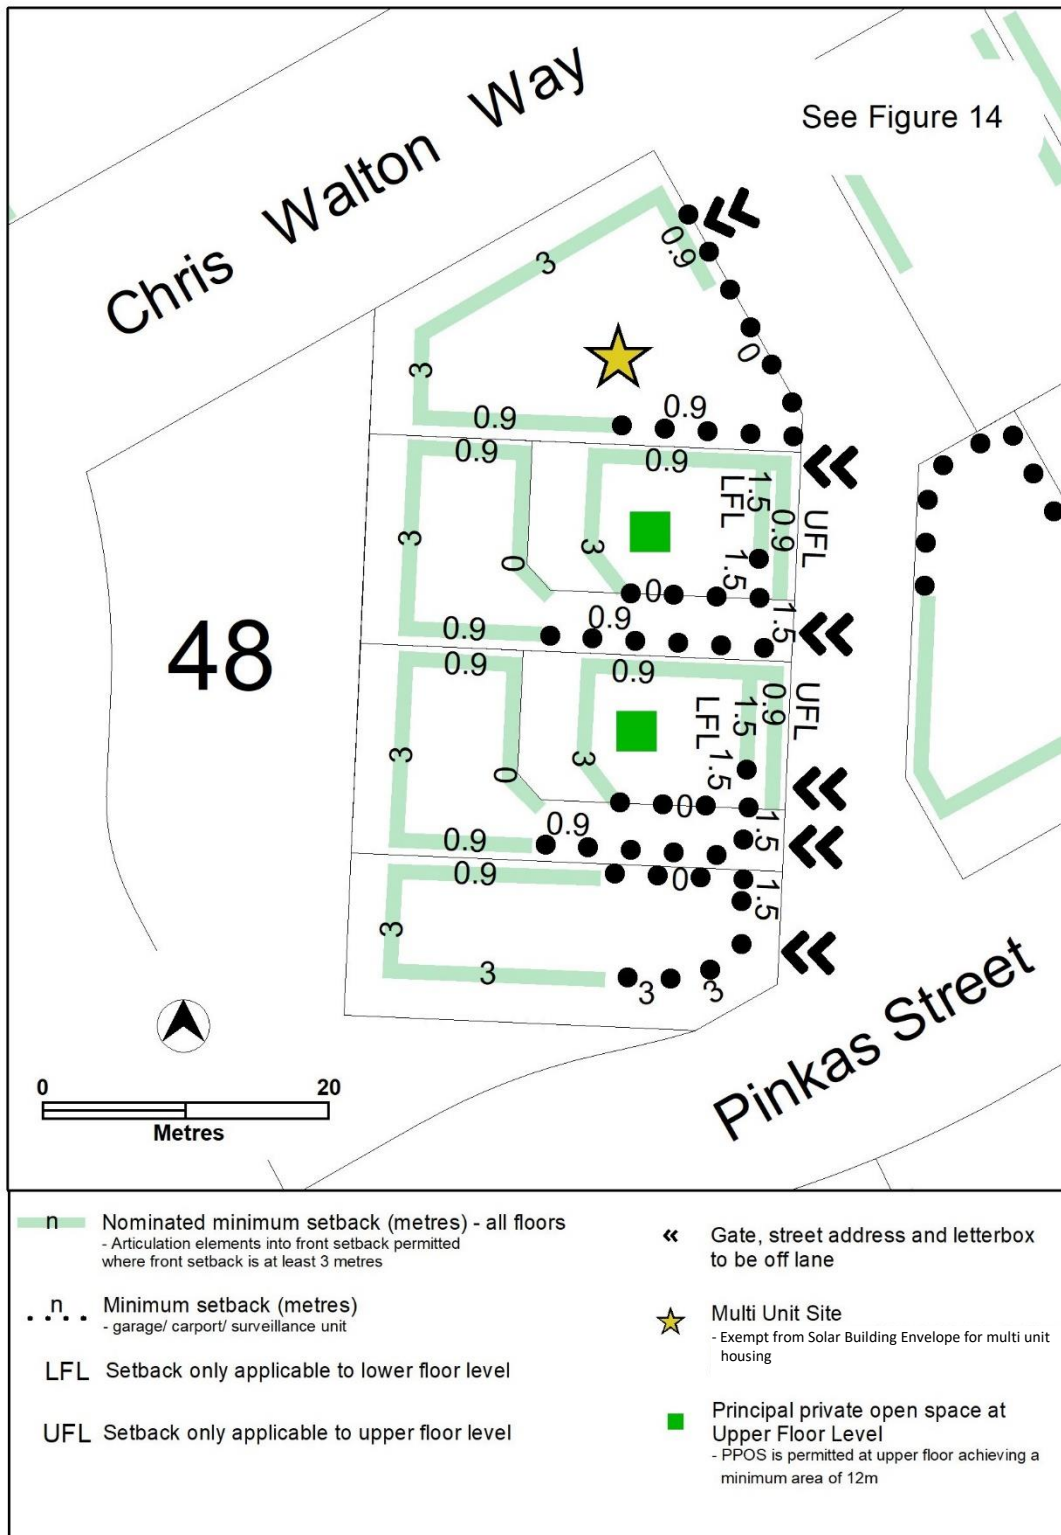 Chris Walton Way
See Figure 14
0.9
3
0
3
0.9
0.9
0.9
0.9
1.5
LFL
0.9
UFL
3
3
0
1.5
0
0.9
1.5
0.9
48
0.9
0.9
UFL
0.9
1.5
LFL
3
3
0
1.5
0
0.9
1.5
0.9
0.9
0
1.5
3
3
3
3
Pinkas Street
0 20
Metres
n Nominated minimum setback (metres) - all floors
- Articulation elements into front setback permitted
where front setback is at least 3 metres
n Minimum setback (metres)
- garage/ carport/ surveillance unit
LFL Setback only applicable to lower floor level
UFL Setback only applicable to upper floor level
Gate, street address and letterbox
to be off lane
Multi Unit Site
- Exempt from Solar Building Envelope for multi unit
housing
Principal private open space at
Upper Floor Level
- PPOS is permitted at upper floor achieving a
minimum area of 12m